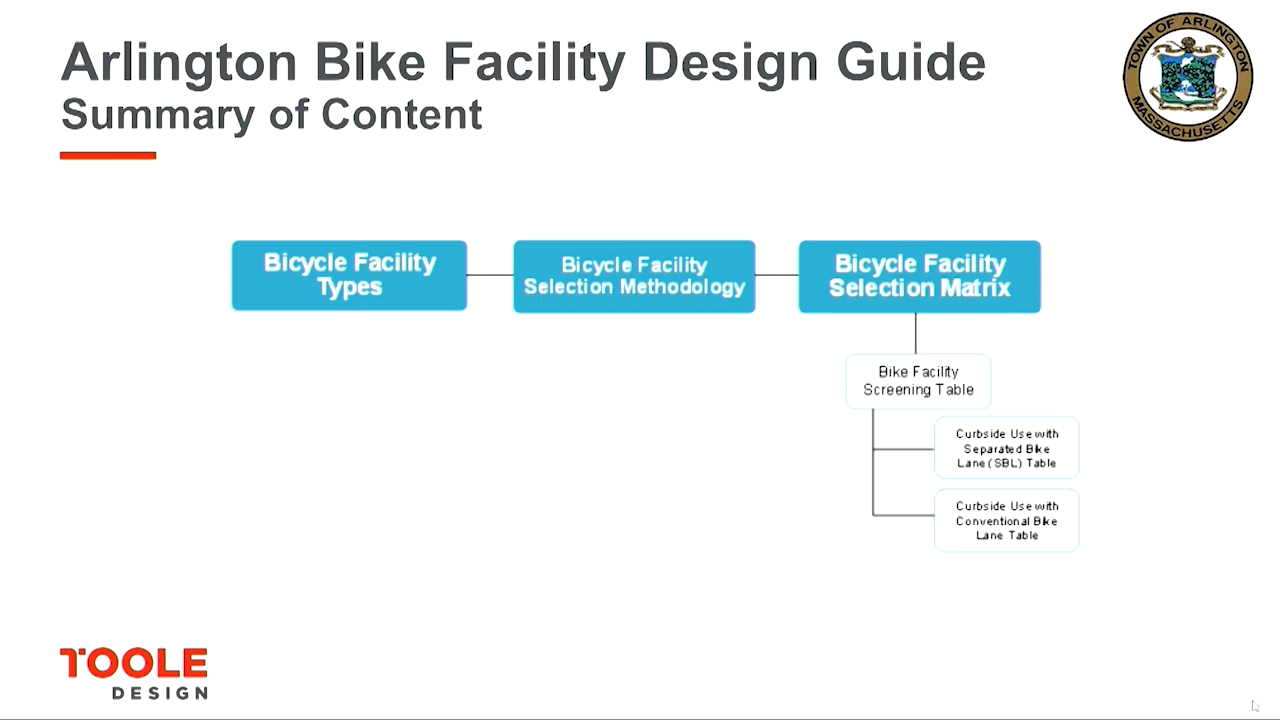 Arlington Bike Facility Design Guide
Summary of Content
TOWN OF ARLINGTON
MASSACHUSETTS
Bicycle Facility
Types
Bicycle Facility
Selection Methodology
Bicycle Facility
Selection Matrix
Bike Facility
Screening Table
Curbside Use with
Separated Bike
Lane (SBL) Table
Curbside Use with
Conventional Bike
Lane Table
TOOLE
DESIGN